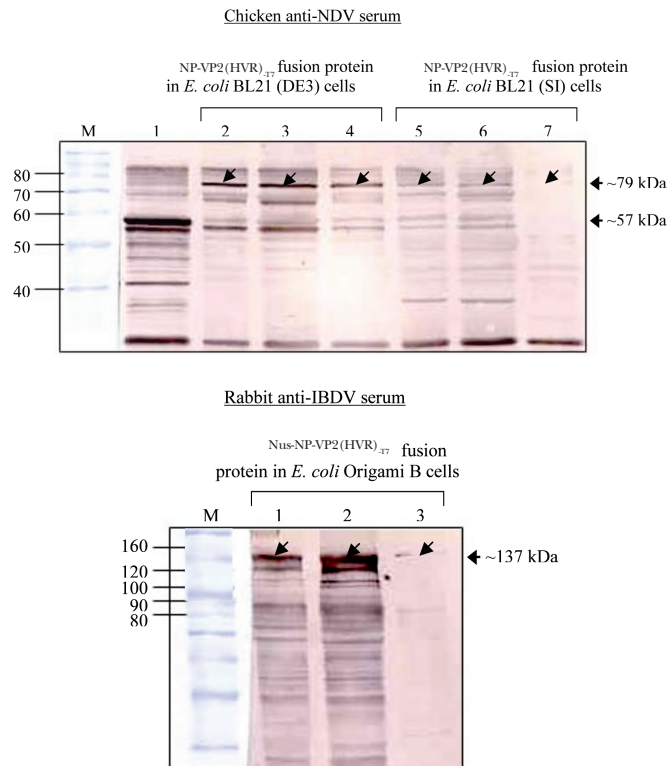 Chicken anti-NDV serum
NP-VP2(HVR)-T7 fusion protein
in E. coli BL21 (DE3) cells
NP-VP2(HVR)-T7 fusion protein
in E. coli BL21 (SI) cells
M 1 2 3 4 5 6 7
80
70
60
50
40
~79 kDa
~57 kDa
Rabbit anti-IBDV serum
Nus-NP-VP2(HVR)-T7 fusion
protein in E. coli Origami B cells
M 1 2 3
160
120
100
90
80
~137 kDa